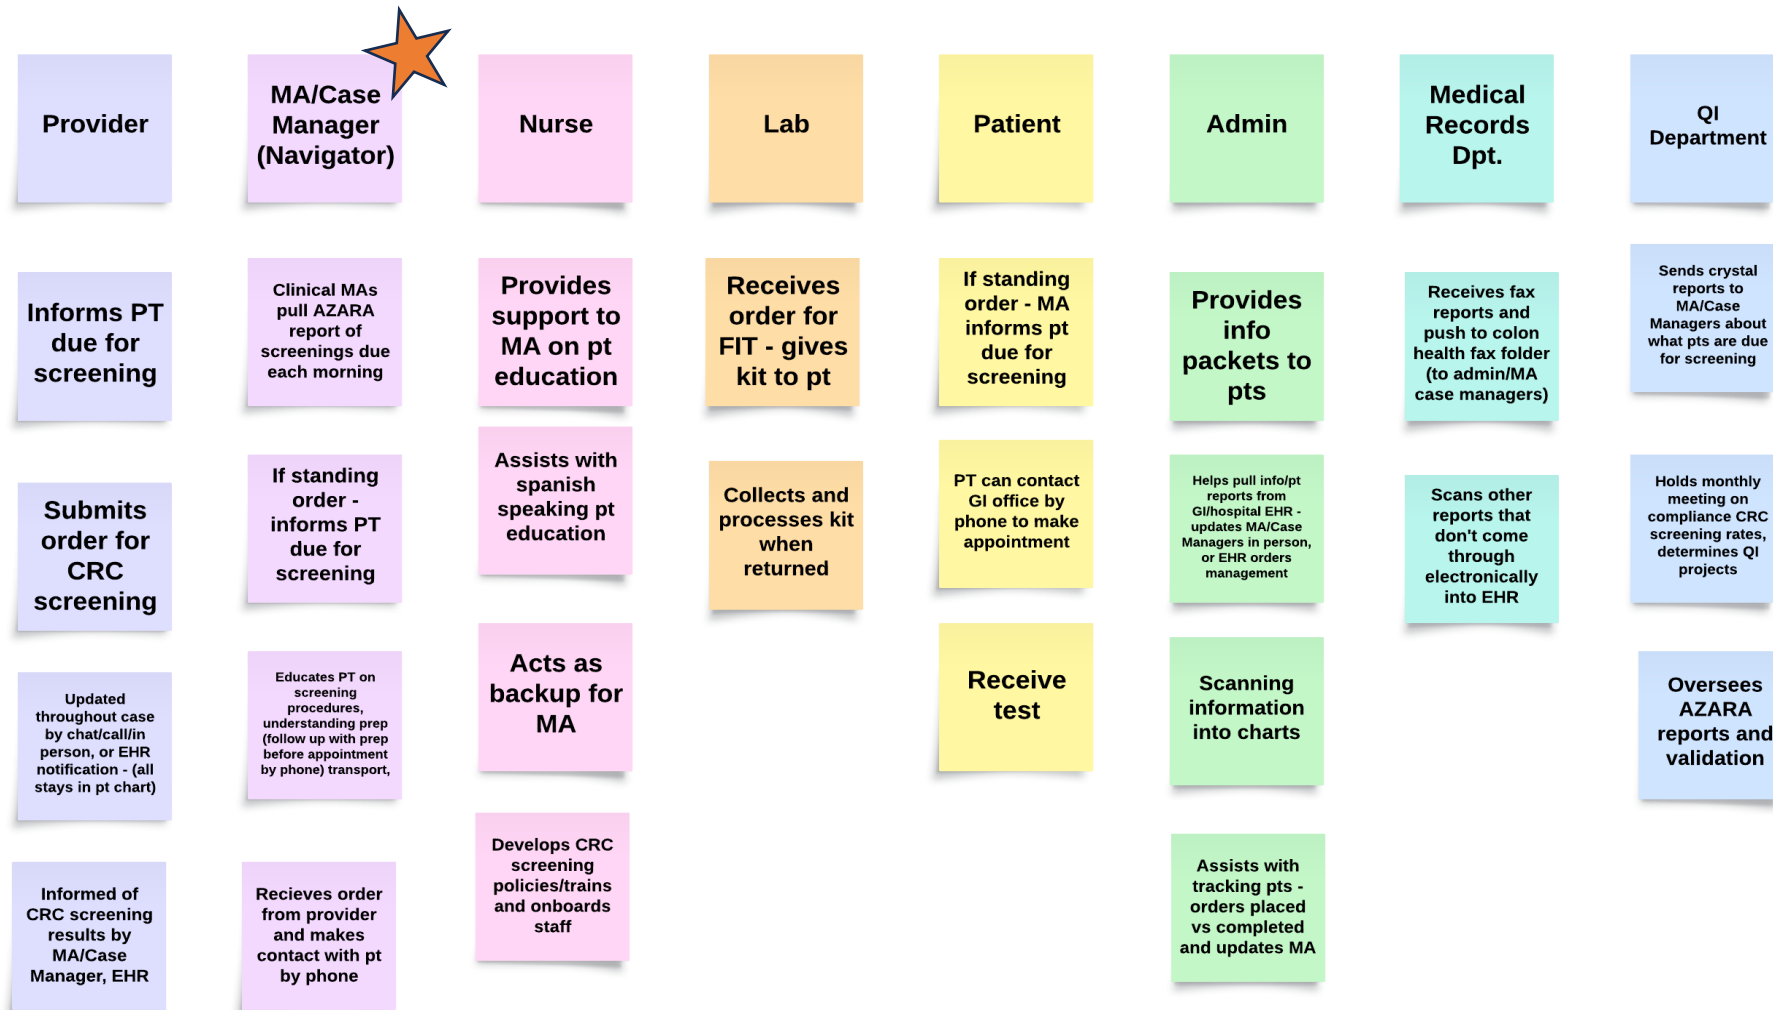 Provider
MA/Case
Manager
(Navigator)
Nurse
Lab
Patient
Admin
Medical
Records
Dpt.
QI
Department
Informs PT
due for
screening
Submits
order for
CRC
screening
Updated
throughout case
by chat/call/in
person, or EHR
notification - (all
stays in pt chart)
Informed of
CRC screening
results by
MA/Case
Manager, EHR
Clinical MAs
pull AZARA
report of
screenings due
each morning
If standing
order -
informs PT
due for
screening
Educates PT on
screening
procedures,
understanding prep
(follow up with prep
before appointment
by phone) transport,
Recieves order
from provider
and makes
contact with pt
by phone
Provides
support to
MA on pt
education
Assists with
spanish
speaking pt
education
Acts as
backup for
MA
Develops CRC
screening
policies/trains
and onboards
staff
Receives
order for
FIT - gives
kit to pt
Collects and
processes kit
when
returned
If standing
order - MA
informs pt
due for
screening
PT can contact
GI office by
phone to make
appointment
Receive
test
Provides
info
packets to
pts
Helps pull info/pt
reports from
GI/hospital EHR -
updates MA/Case
Managers in person,
or EHR orders
management
Scanning
information
into charts
Assists with
tracking pts -
orders placed
vs completed
and updates MA
Receives fax
reports and
push to colon
health fax folder
(to admin/MA
case managers)
Scans other
reports that
don't come
through
electronically
into EHR
Sends crystal
reports to
MA/Case
Managers about
what pts are due
for screening
Holds monthly
meeting on
compliance CRC
screening rates,
determines QI
projects
Oversees
AZARA
reports and
validation